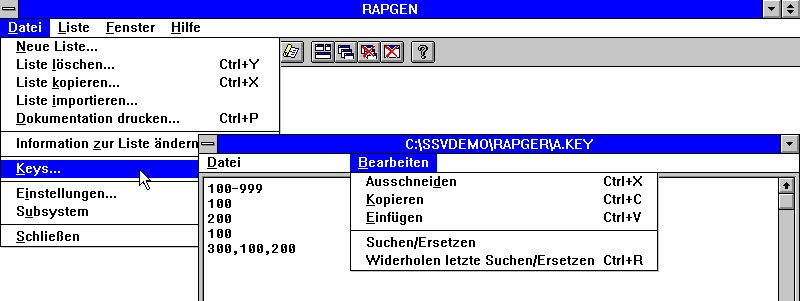 RAPGEN
Datei Liste Fenster Hilfe
Neue Liste...
Liste löschen... Ctrl+Y
Liste kopieren... Ctrl+X
Liste importieren...
Dokumentation drucken... Ctrl+P
Information zur Liste ändern
Keys...
Einstellungen...
Subsystem
Schließen
?
C:\SSVDEMO\RAPGER\A.KEY
Datei Bearbeiten
100-999
100
200
100
300,100,200
Ausschneiden Ctrl+X
Kopieren Ctrl+C
Einfügen Ctrl+V
Suchen/Ersetzen
Widerholen letzte Suchen/Ersetzen Ctrl+R